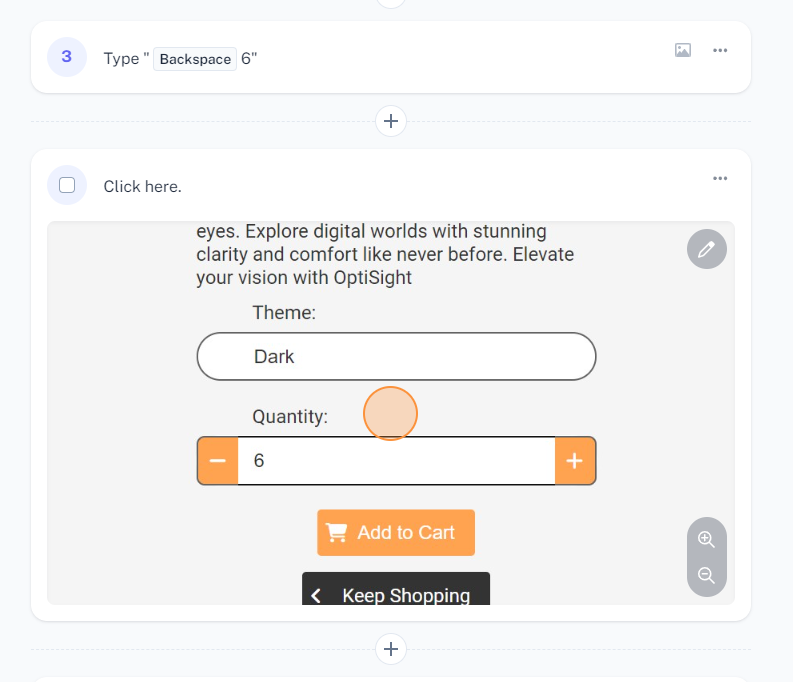 3 Type " Backspace 6"
Click here.
eyes. Explore digital worlds with stunning
clarity and comfort like never before. Elevate
your vision with OptiSight
Theme:
Dark
Quantity:
6
Add to Cart
Keep Shopping